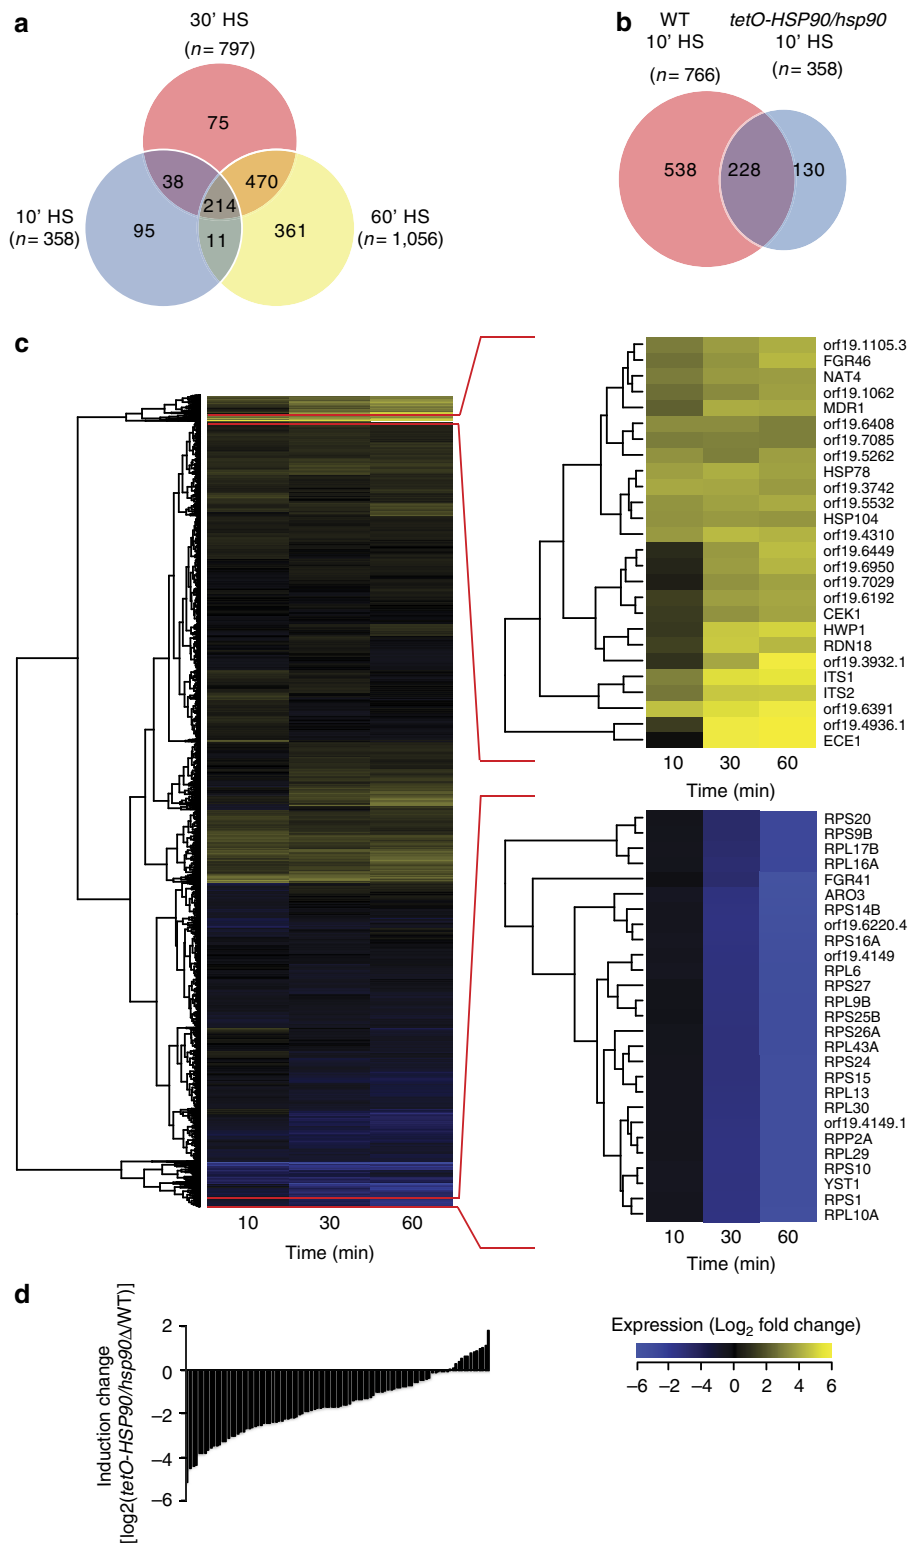 a
30' HS
(n = 797)
75
38
470
214
10' HS
(n = 358)
95
11
361
60' HS
(n = 1,056)
b
WT
10' HS
(n = 766)
tetO-HSP90/hsp90
10' HS
(n = 358)
538
228
130
c
10
30
60
Time (min)
orf19.1105.3
FGR46
NAT4
orf19.1062
MDR1
orf19.6408
orf19.7085
orf19.5262
HSP78
orf19.3742
orf19.5532
HSP104
orf19.4310
orf19.6449
orf19.6950
orf19.7029
orf19.6192
CEK1
HWP1
RDN18
orf19.3932.1
ITS1
ITS2
orf19.6391
orf19.4936.1
ECE1
10
30
60
Time (min)
RPS20
RPS9B
RPL17B
RPL16A
FGR41
ARO3
RPS14B
orf19.6220.4
RPS16A
orf19.4149
RPL6
RPS27
RPL9B
RPS25B
RPS26A
RPL43A
RPS24
RPS15
RPL13
RPL30
orf19.4149.1
RPP2A
RPL29
RPS10
YST1
RPS1
RPL10A
10
30
60
Time (min)
d
Induction change
[log2(tetO-HSP90/hsp90Δ/WT)]
2
0
−2
−4
−6
Expression (Log2 fold change)
−6 −2 −4 0 2 4 6